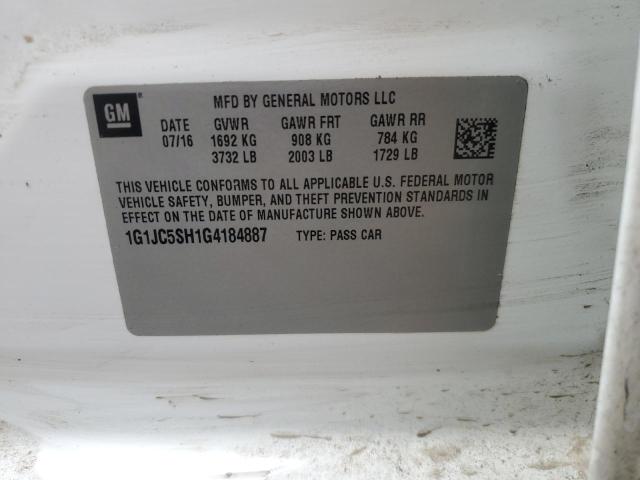 GM
MFD BY GENERAL MOTORS LLC
DATE GVWR GAWR FRT GAWR RR
07/16 1692 KG 908 KG 784 KG
3732 LB 2003 LB 1729 LB
THIS VEHICLE CONFORMS TO ALL APPLICABLE U.S. FEDERAL MOTOR
VEHICLE SAFETY, BUMPER, AND THEFT PREVENTION STANDARDS IN
EFFECT ON THE DATE OF MANUFACTURE SHOWN ABOVE.
1G1JC5SH1G4184887 TYPE: PASS CAR